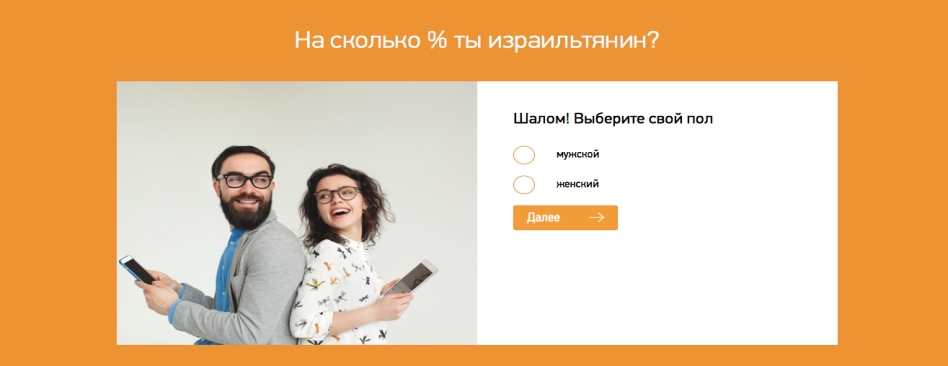 На сколько % ты израильтянин?
Шалом! Выберите свой пол
мужской
женский
Далее